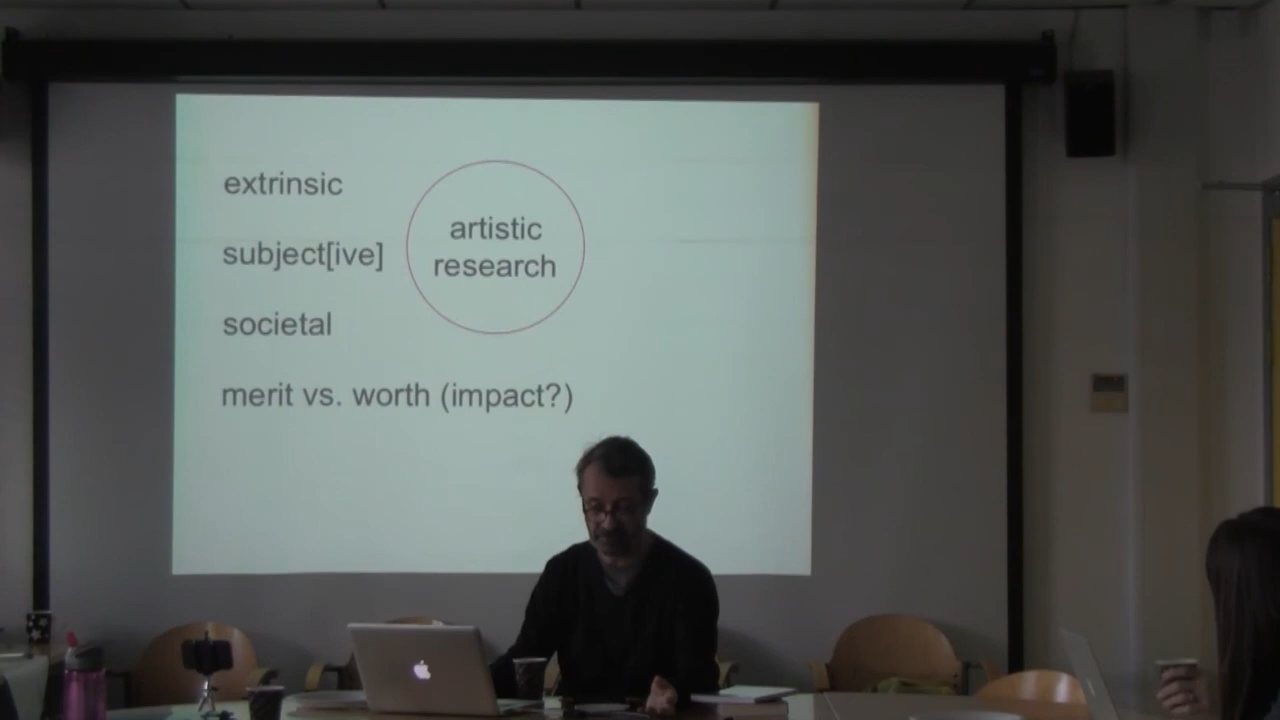 extrinsic
artistic
research
subject[ive]
societal
merit vs. worth (impact?)